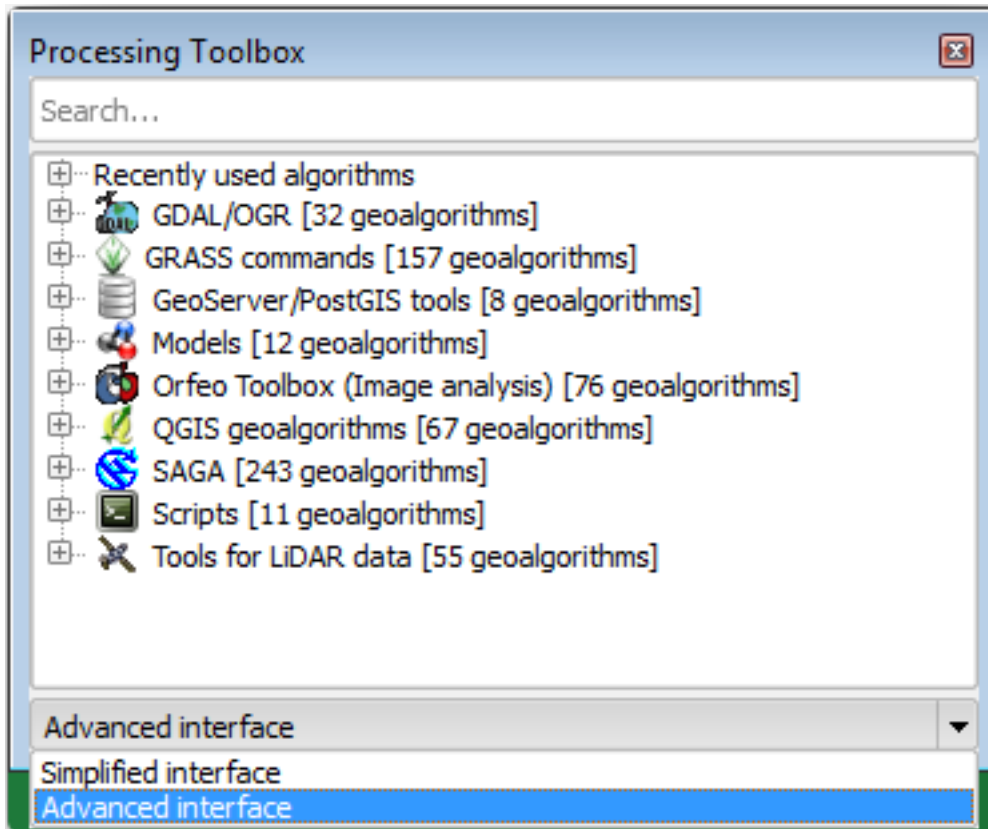 Processing Toolbox
Search...
Recently used algorithms
GDAL/OGR [32 geoalgorithms]
GRASS commands [157 geoalgorithms]
GeoServer/PostGIS tools [8 geoalgorithms]
Models [12 geoalgorithms]
Orfeo Toolbox (Image analysis) [76 geoalgorithms]
QGIS geoalgorithms [67 geoalgorithms]
SAGA [243 geoalgorithms]
Scripts [11 geoalgorithms]
Tools for LiDAR data [55 geoalgorithms]
Advanced interface
Simplified interface
Advanced interface